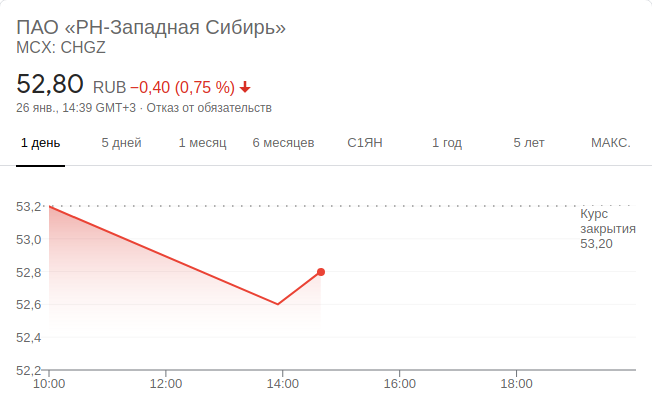 ПАО «РН-Западная Сибирь»
MCX: CHGZ
52,80 RUB −0,40 (0,75 %)
26 янв., 14:39 GMT+3 · Отказ от обязательств
1 день 5 дней 1 месяц 6 месяцев С1ЯН 1 год 5 лет МАКС.
53,2
Курс
закрытия
53,20
53,0
52,8
52,6
52,4
52,2
10:00 12:00 14:00 16:00 18:00